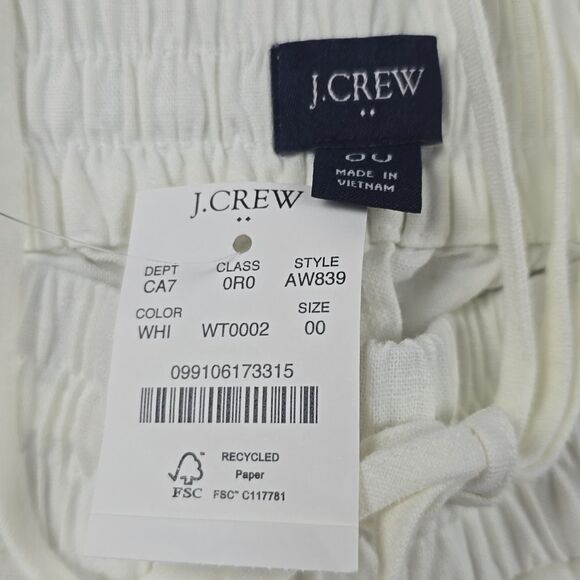 J.CREW
00
MADE IN
VIETNAM
J.CREW
DEPT CLASS STYLE
CA7 0R0 AW839
COLOR SIZE
WHI WT0002 00
099106173315
RECYCLED
Paper
FSC FSC™ C117781